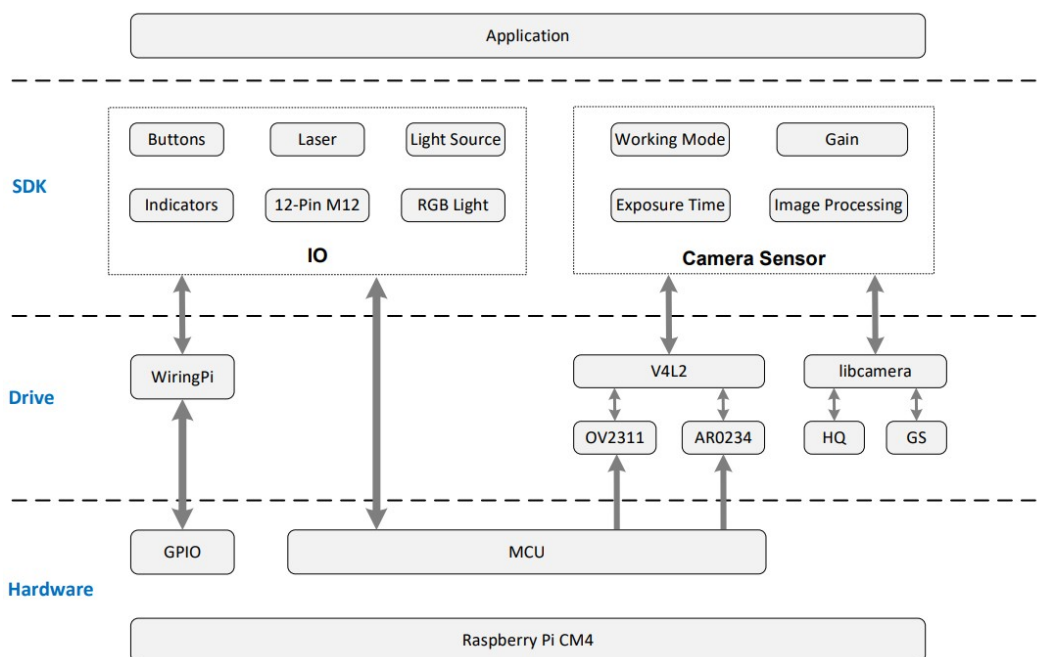 Application
SDK
Buttons
Laser
Light Source
Indicators
12-Pin M12
RGB Light
IO
Working Mode
Gain
Exposure Time
Image Processing
Camera Sensor
Drive
WiringPi
V4L2
libcamera
OV2311
AR0234
HQ
GS
Hardware
GPIO
MCU
Raspberry Pi CM4